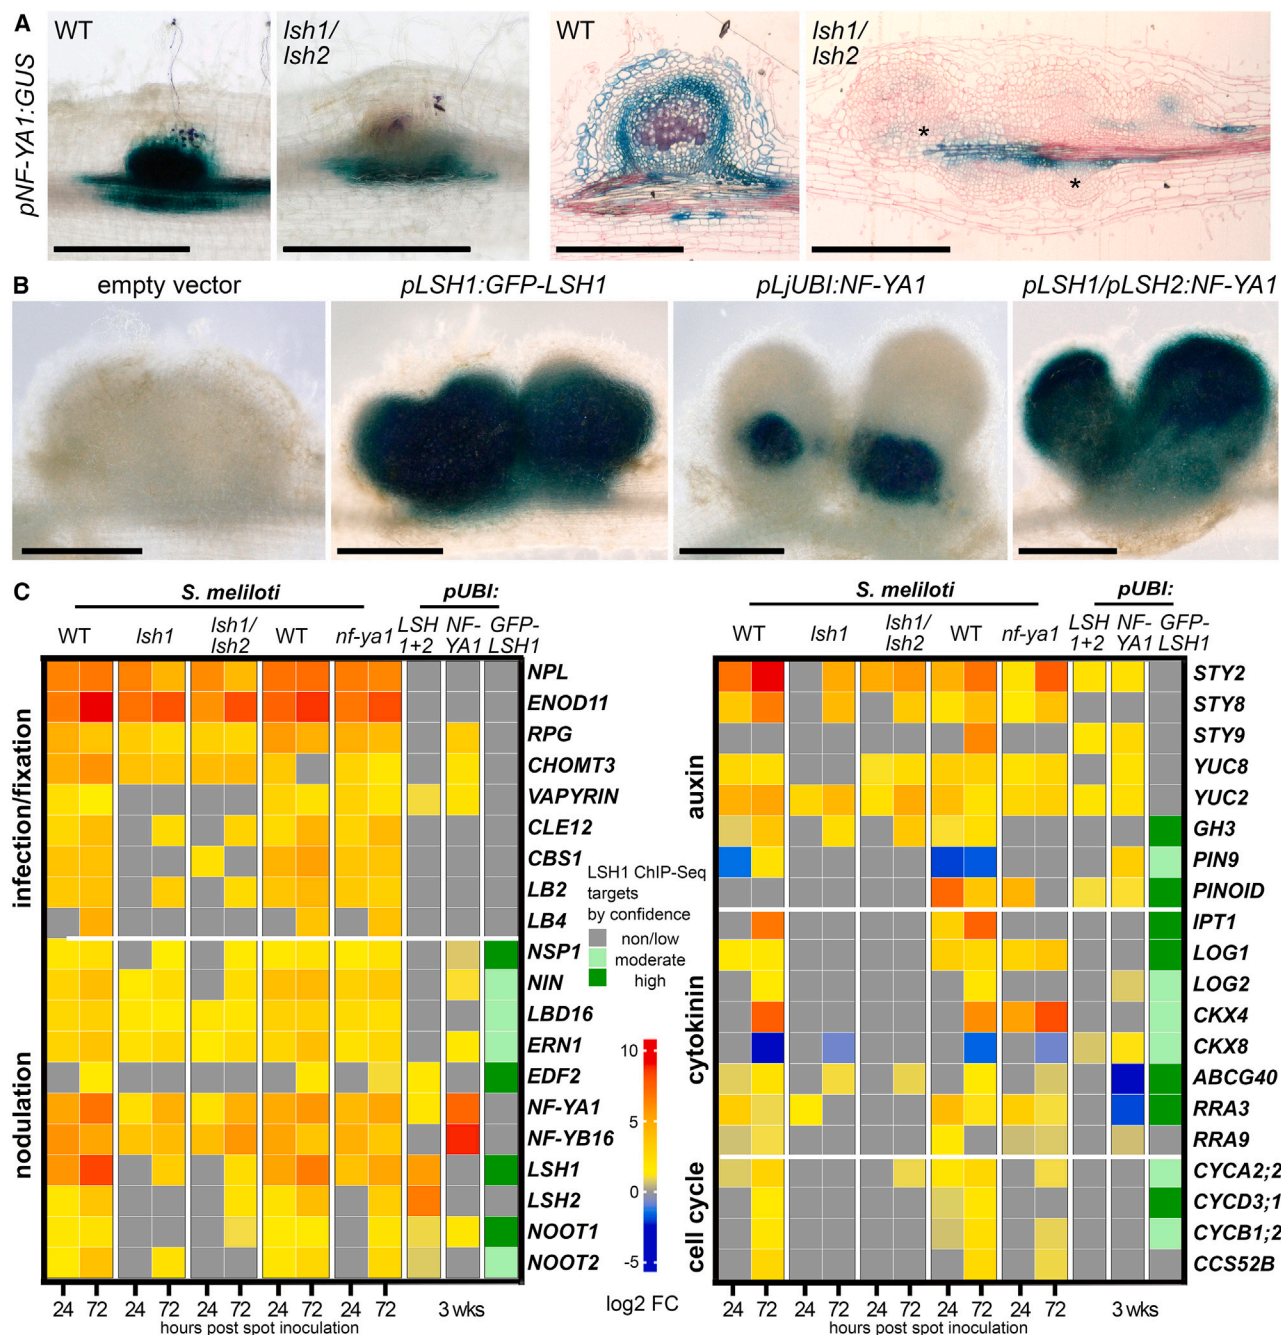 A
pNF-YA1:GUS
WT
lsh1/
lsh2
WT
lsh1/
lsh2
*
*
B
empty vector
pLSH1:GFP-LSH1
pLjUBI:NF-YA1
pLSH1/pLSH2:NF-YA1
C
S. meliloti
pUBI:
WT lsh1 lsh1/lsh2 WT nf-ya1 LSH 1+2 NF-YA1 GFP-LSH1
infection/fixation
NPL
ENOD11
RPG
CHOMT3
VAPYRIN
CLE12
CBS1
LB2
LB4
nodulation
NSP1
NIN
LBD16
ERN1
EDF2
NF-YA1
NF-YB16
LSH1
LSH2
NOOT1
NOOT2
24 72 24 72 24 72 24 72 24 72 3 wks
hours post spot inoculation
LSH1 ChIP-Seq
targets
by confidence
non/low
moderate
high
10
5
0
-5
log2 FC
S. meliloti
pUBI:
WT lsh1 lsh1/lsh2 WT nf-ya1 LSH 1+2 NF-YA1 GFP-LSH1
auxin
STY2
STY8
STY9
YUC8
YUC2
GH3
PIN9
PINOID
cytokinin
IPT1
LOG1
LOG2
CKX4
CKX8
ABCG40
RRA3
RRA9
cell cycle
CYCA2;2
CYCD3;1
CYCB1;2
CCS52B
24 72 24 72 24 72 24 72 24 72 3 wks
hours post spot inoculation